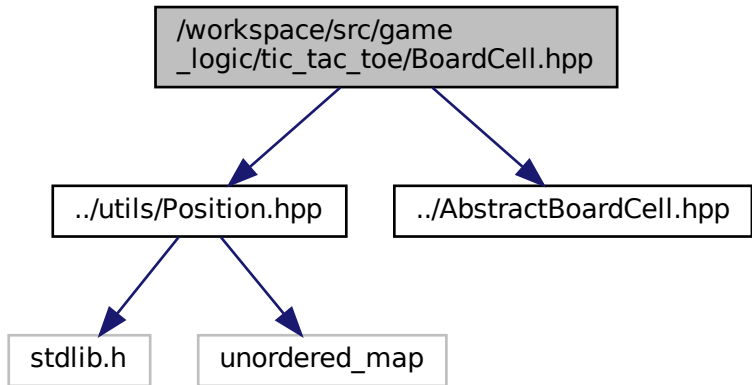 /workspace/src/game
_logic/tic_tac_toe/BoardCell.hpp
../utils/Position.hpp
../AbstractBoardCell.hpp
stdlib.h
unordered_map